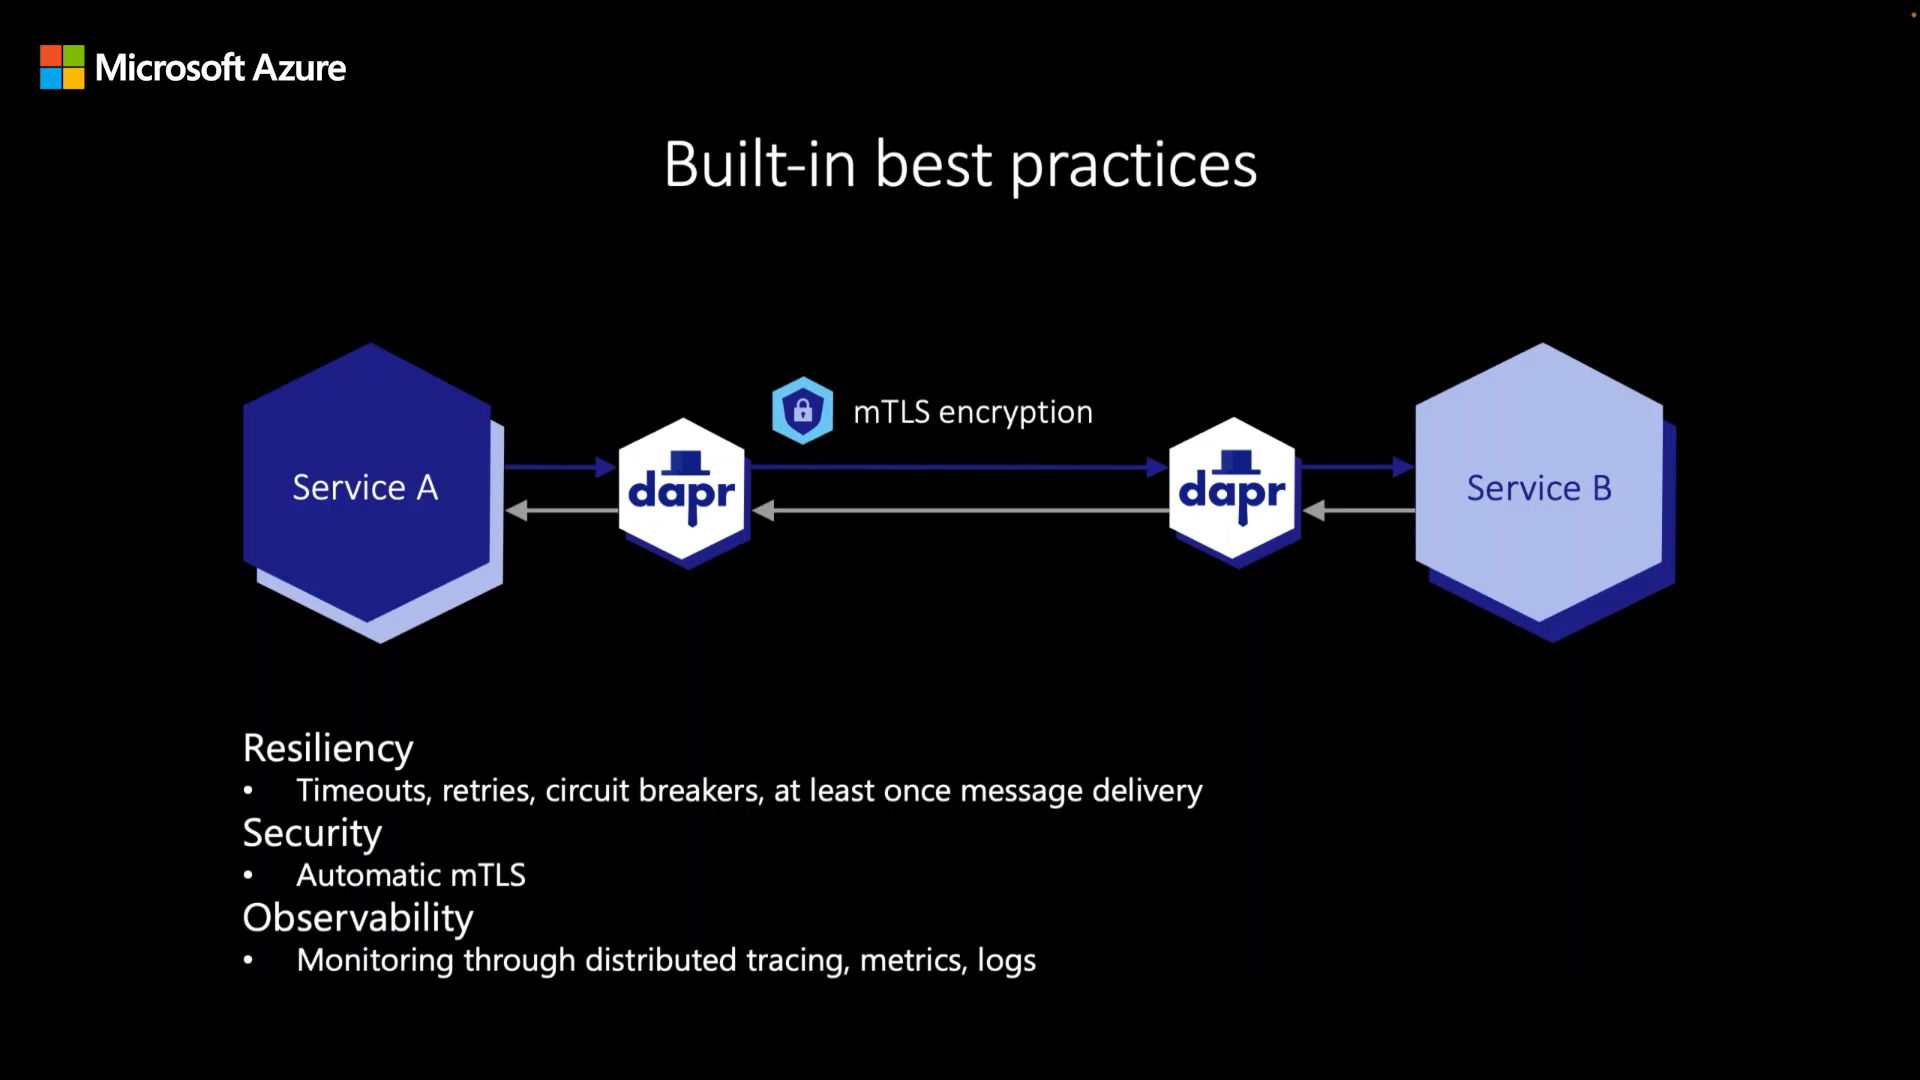 Microsoft Azure
Built-in best practices
mTLS encryption
Service A
dapr
dapr
Service B
Resiliency
• Timeouts, retries, circuit breakers, at least once message delivery
Security
• Automatic mTLS
Observability
• Monitoring through distributed tracing, metrics, logs